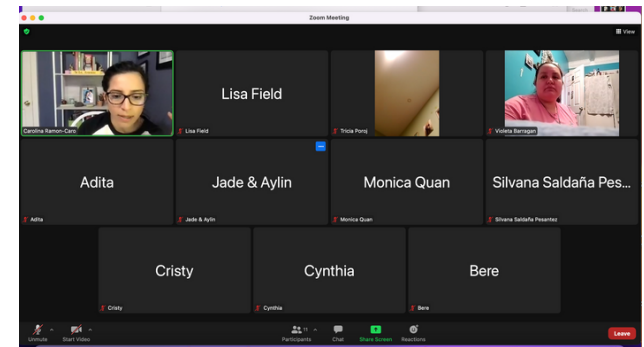 Zoom Meeting
View
Carolina Ramon-Caro
Lisa Field
Lisa Field
Tricia Poroj
Violeta Barragan
Adita
Adita
Jade & Aylin
Jade & Aylin
Monica Quan
Monica Quan
Silvana Saldaña Pes...
Silvana Saldaña Pesantez
Cristy
Cristy
Cynthia
Cynthia
Bere
Bere
Unmute
Start Video
11
Participants
Chat
Share Screen
Reactions
Leave